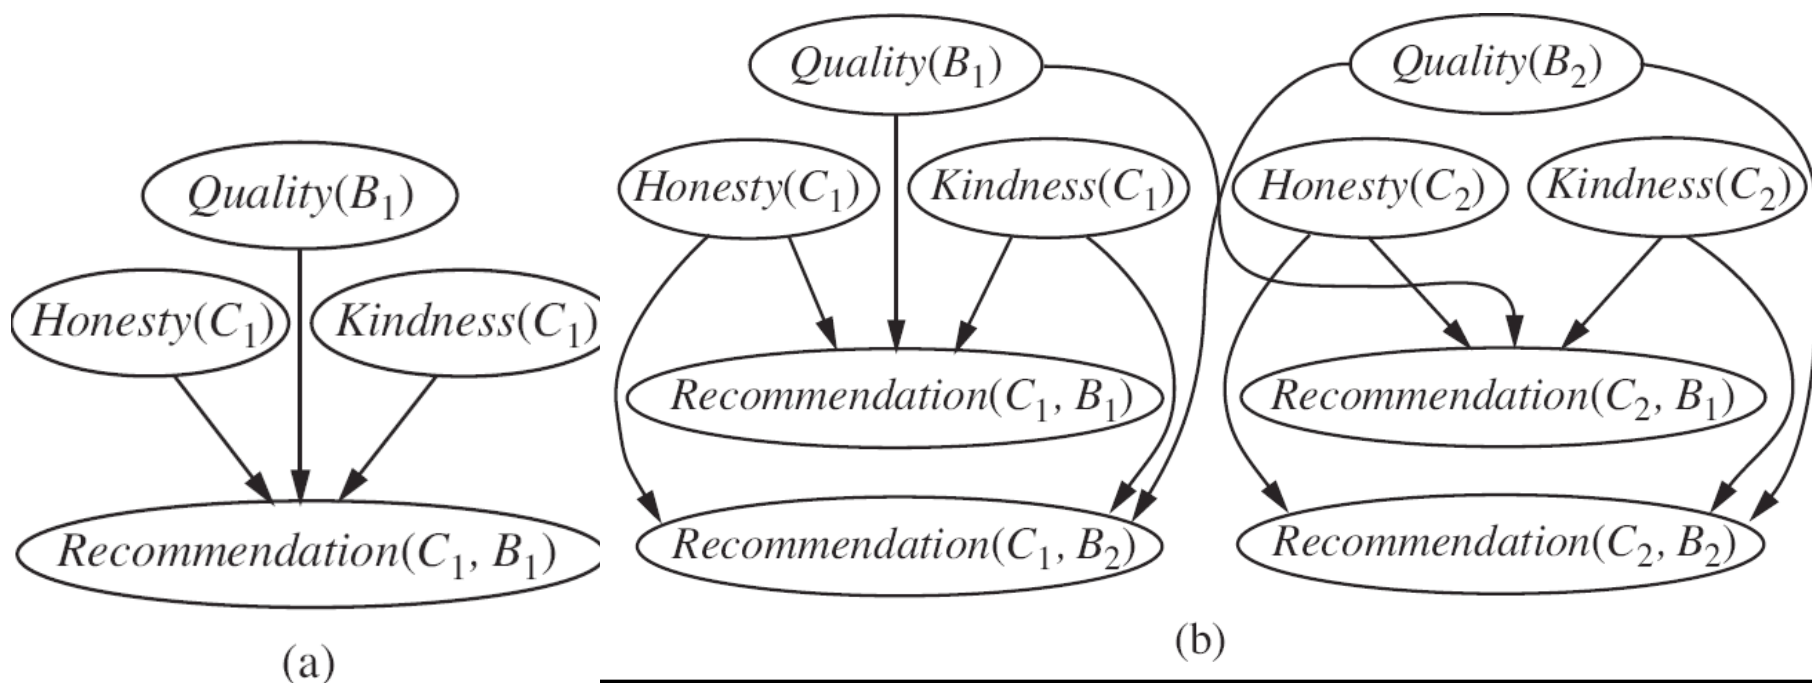 Quality(B1)
Honesty(C1)
Kindness(C1)
Recommendation(C1, B1)
(a)
Quality(B1)
Quality(B2)
Honesty(C1)
Kindness(C1)
Honesty(C2)
Kindness(C2)
Recommendation(C1, B1)
Recommendation(C2, B1)
Recommendation(C1, B2)
Recommendation(C2, B2)
(b)